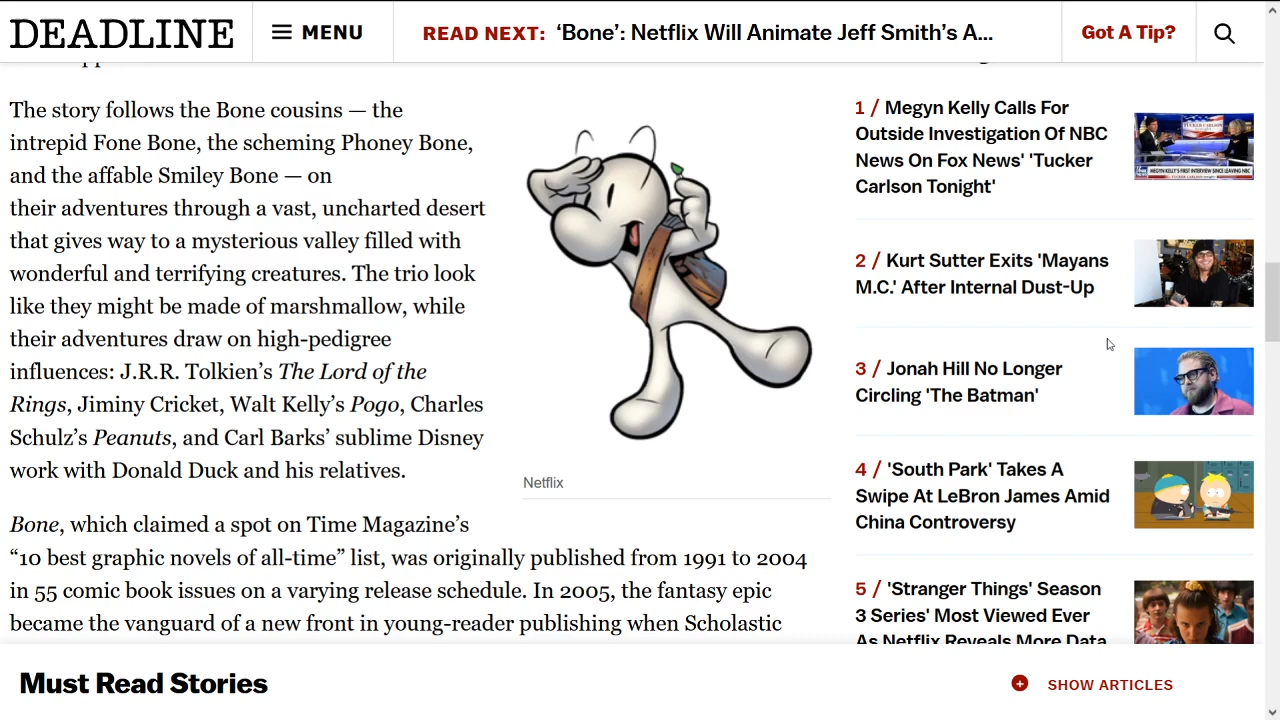 DEADLINE
MENU
READ NEXT: ‘Bone’: Netflix Will Animate Jeff Smith’s A...
Got A Tip?
The story follows the Bone cousins — the
intrepid Fone Bone, the scheming Phoney Bone,
and the affable Smiley Bone — on
their adventures through a vast, uncharted desert
that gives way to a mysterious valley filled with
wonderful and terrifying creatures. The trio look
like they might be made of marshmallow, while
their adventures draw on high-pedigree
influences: J.R.R. Tolkien’s The Lord of the
Rings, Jiminy Cricket, Walt Kelly’s Pogo, Charles
Schulz’s Peanuts, and Carl Barks’ sublime Disney
work with Donald Duck and his relatives.
Netflix
Bone, which claimed a spot on Time Magazine’s
“10 best graphic novels of all-time” list, was originally published from 1991 to 2004
in 55 comic book issues on a varying release schedule. In 2005, the fantasy epic
became the vanguard of a new front in young-reader publishing when Scholastic
1 / Megyn Kelly Calls For
Outside Investigation Of NBC
News On Fox News' 'Tucker
Carlson Tonight'
MEGYN KELLY'S FIRST INTERVIEW SINCE LEAVING NBC
2 / Kurt Sutter Exits 'Mayans
M.C.' After Internal Dust-Up
3 / Jonah Hill No Longer
Circling 'The Batman'
4 / 'South Park' Takes A
Swipe At LeBron James Amid
China Controversy
5 / 'Stranger Things' Season
3 Series' Most Viewed Ever
As Netflix Reveals More Data
Must Read Stories
SHOW ARTICLES